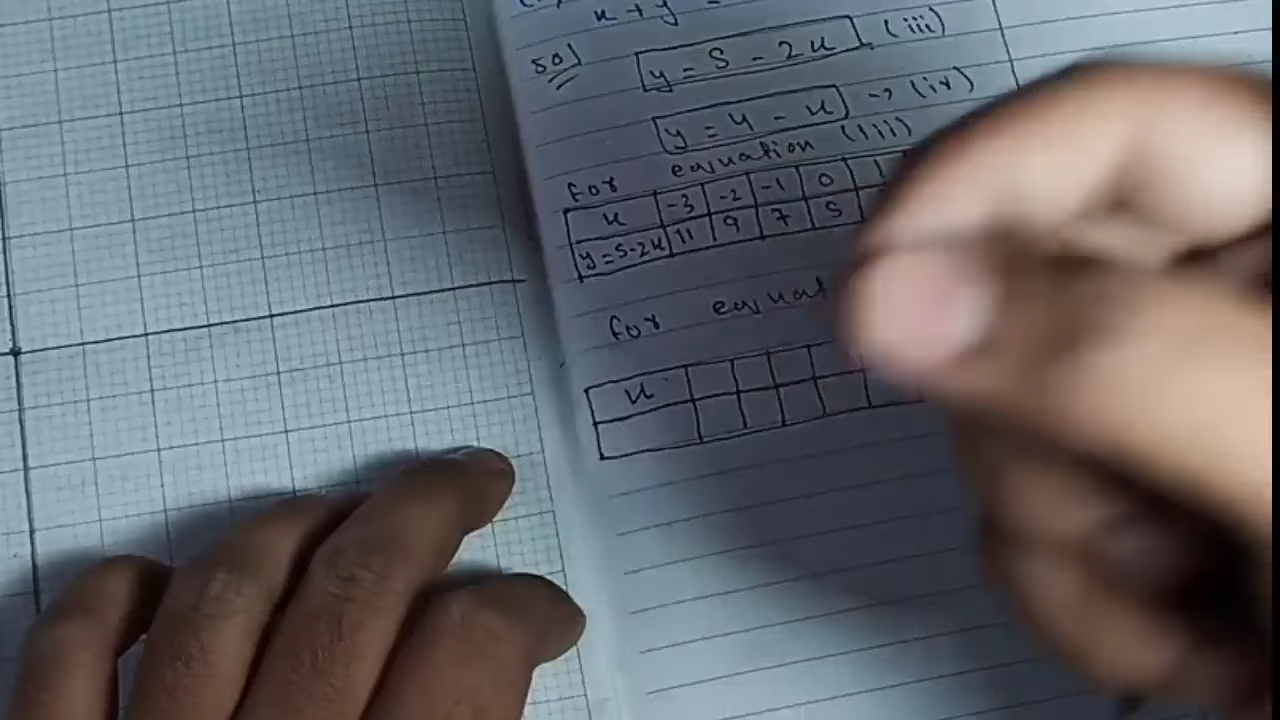 x + y =
Sol
y = 5 - 2x (iii)
y = 4 - x → (iv)
for equation (iii)
x -3 -2 -1 0 1
y = 5-2x 11 9 7 5
for
x